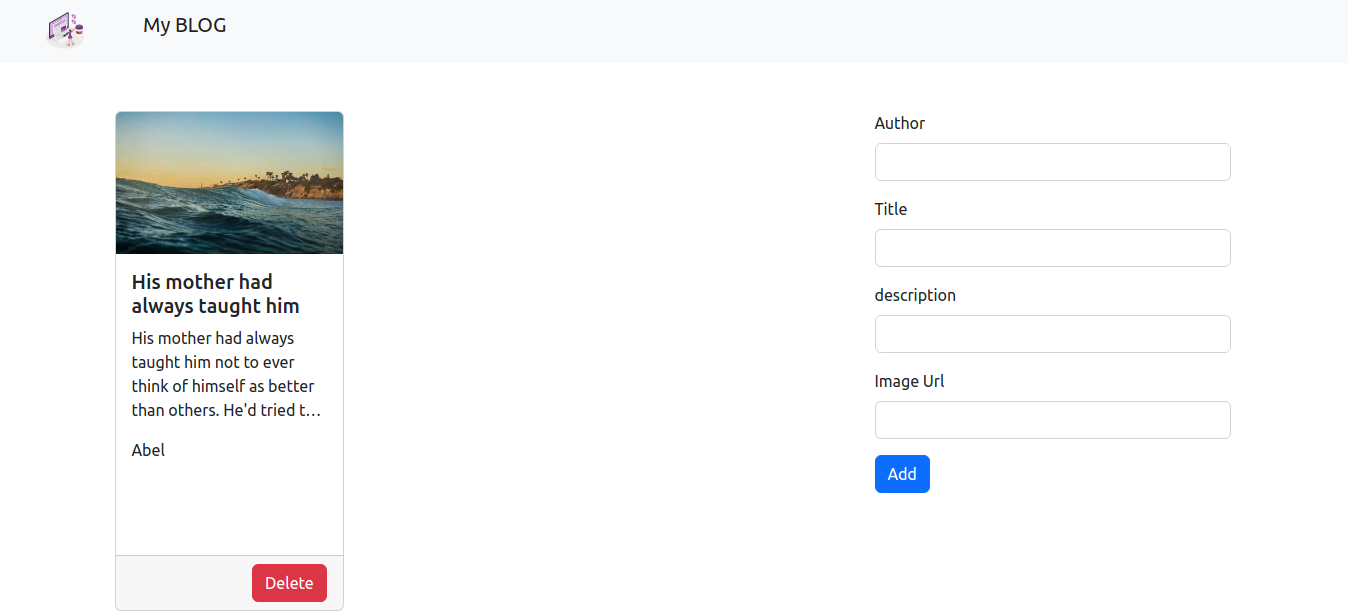 My BLOG
His mother had
always taught him
His mother had always
taught him not to ever
think of himself as better
than others. He'd tried t...
Abel
Delete
Author
Title
description
Image Url
Add